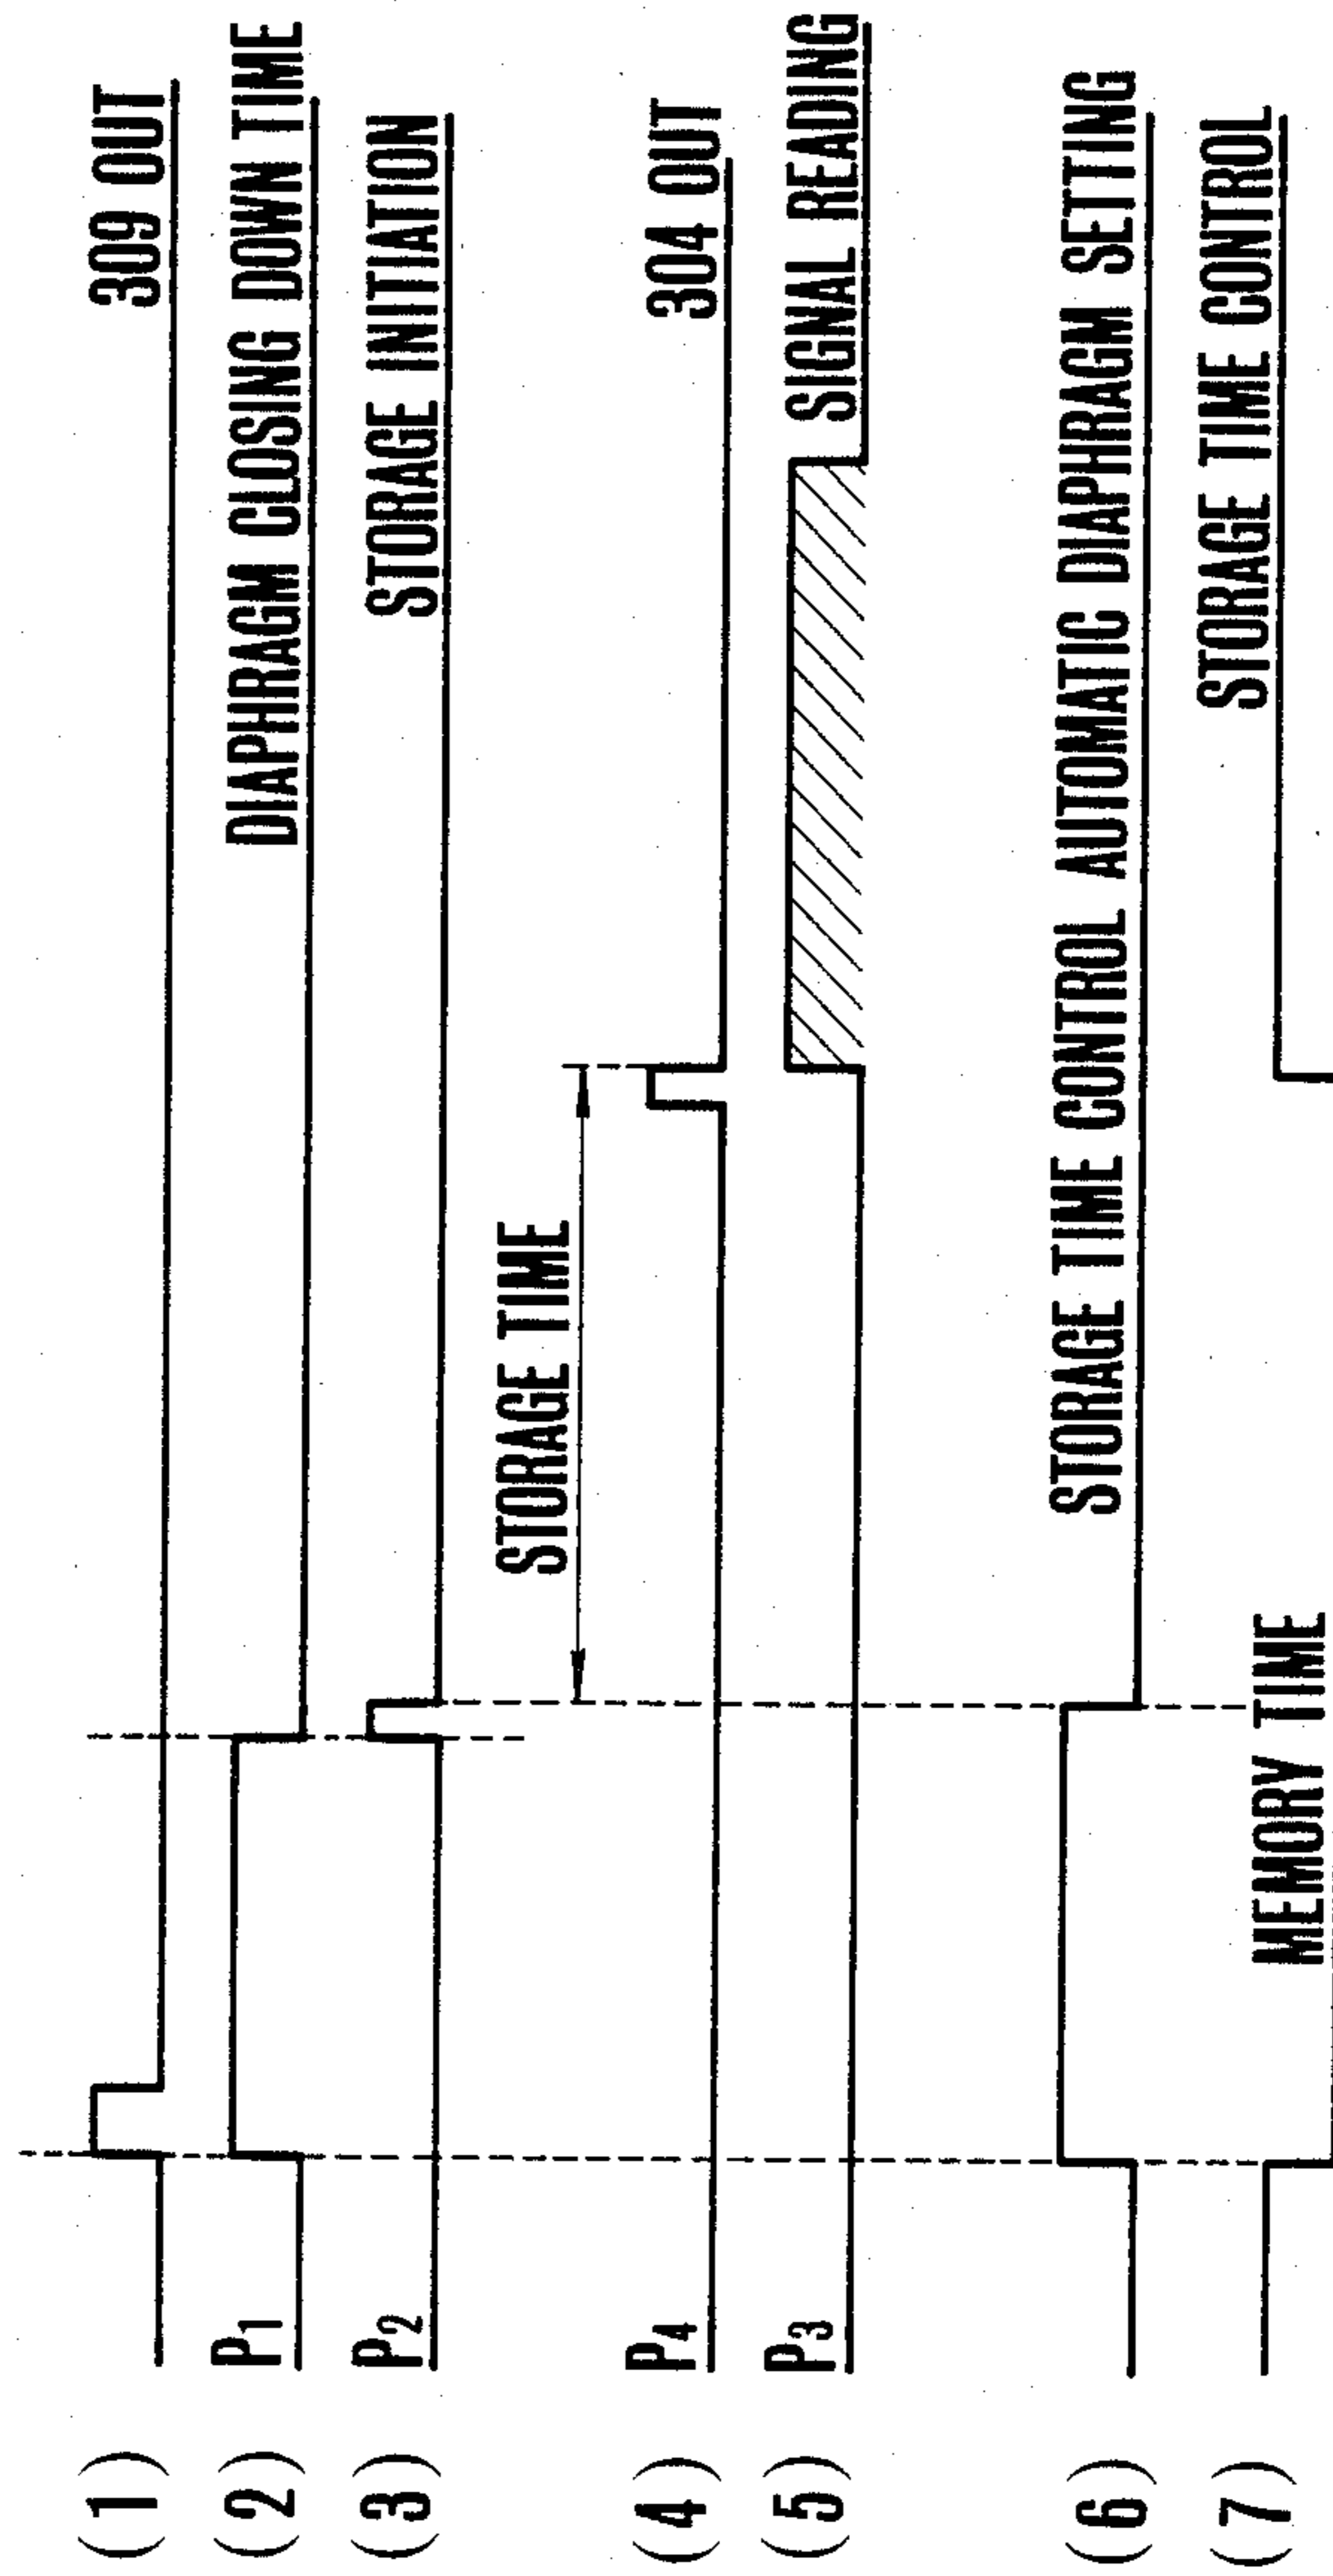 (1) 309 OUT
(2) P1 DIAPHRAGM CLOSING DOWN TIME
(3) P2 STORAGE INITIATION
STORAGE TIME
(4) P4 304 OUT
(5) P3 SIGNAL READING
(6) STORAGE TIME CONTROL AUTOMATIC DIAPHRAGM SETTING
(7) STORAGE TIME CONTROL
MEMORY TIME